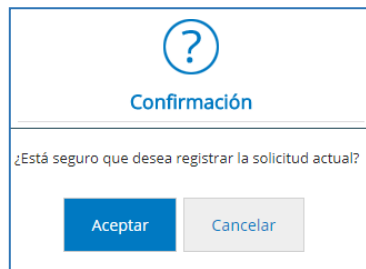 ?
Confirmación
¿Está seguro que desea registrar la solicitud actual?
Aceptar Cancelar